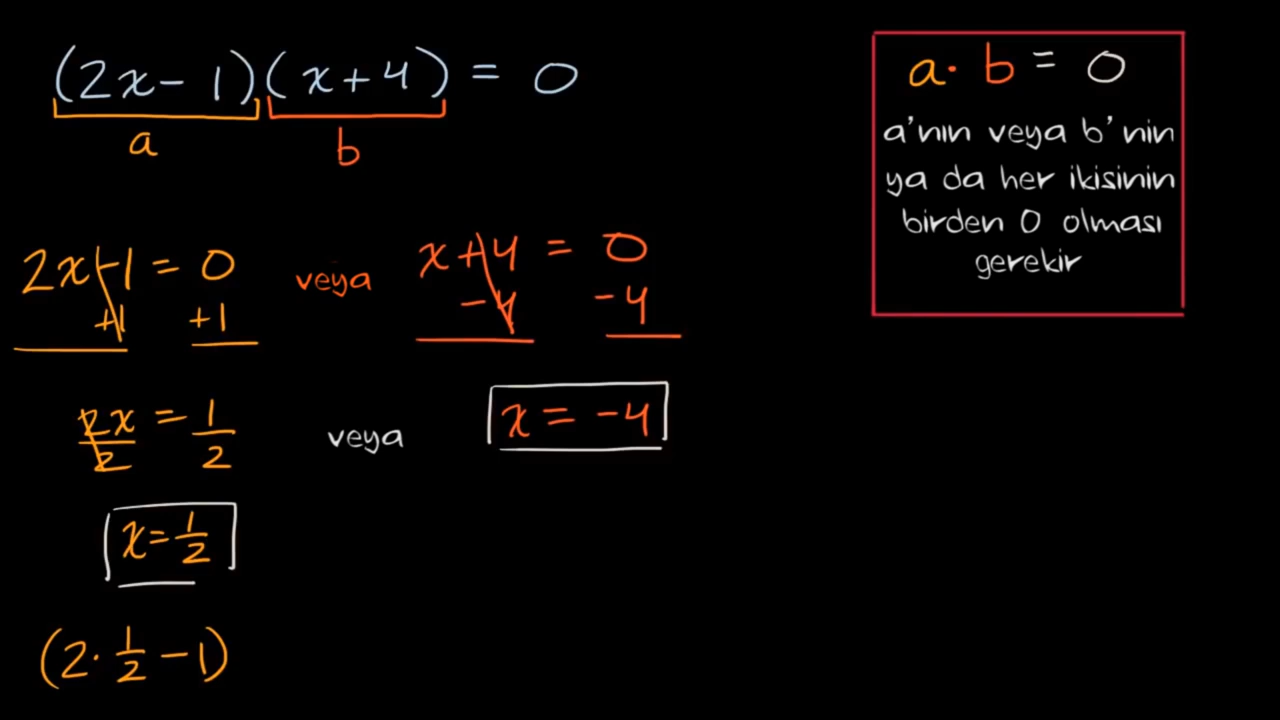 (2x - 1)(x + 4) = 0
a b
a · b = 0
a'nın veya b'nin
ya da her ikisinin
birden 0 olması
gerekir
2x - 1 = 0 veya x + 4 = 0
+1 +1 -4 -4
2x/2 = 1/2 veya x = -4
x = 1/2
(2 · 1/2 - 1)